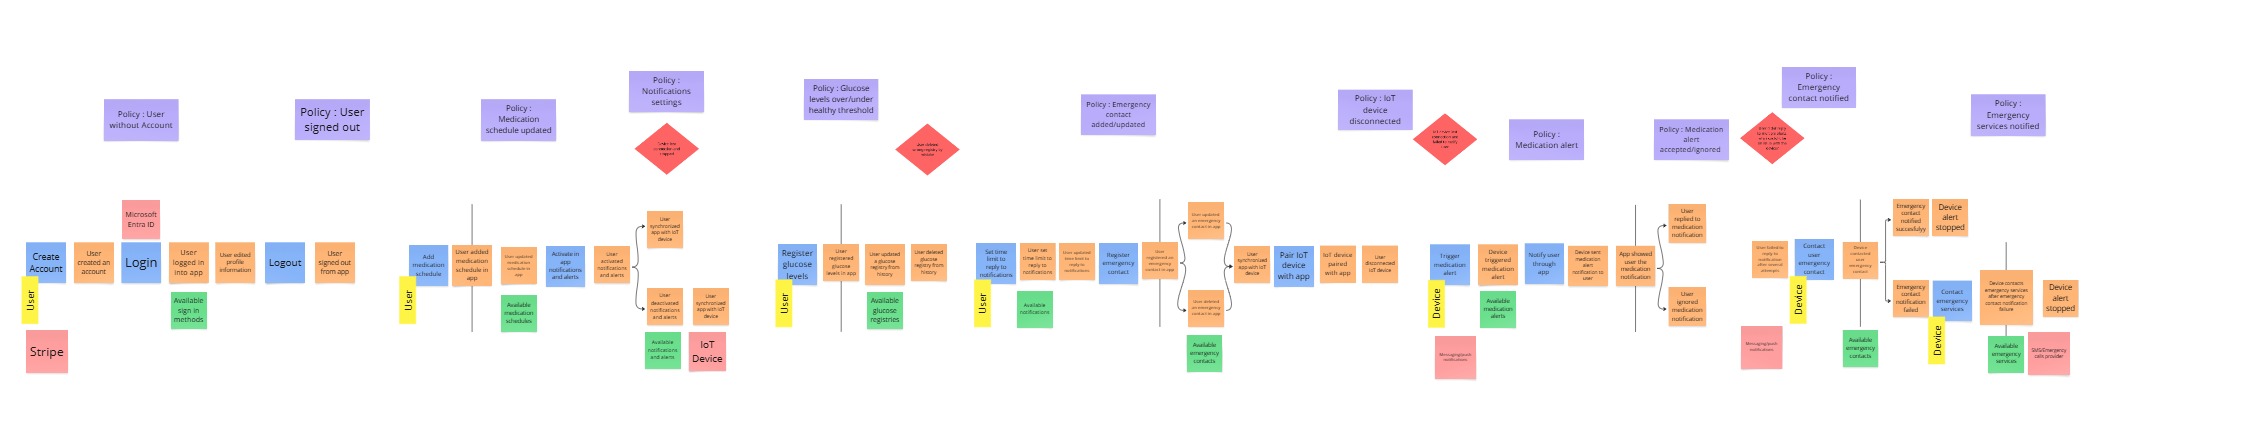 Policy : User
without Account
Policy : User
signed out
Policy :
Medication
schedule updated
Policy :
Notifications
settings
Policy : Glucose
levels over/under
healthy threshold
Policy : Emergency
contact
added/updated
Policy : IoT
device
disconnected
Policy :
Medication alert
Policy : Medication
alert
accepted/ignored
Policy :
Emergency
contact notified
Policy :
Emergency
services notified
Microsoft
Entra ID
Create
Account
User
created an
account
Login
User
logged in
into app
User edited
profile
information
Logout
User
signed out
from app
User
Available
sign in
methods
Stripe
Add
medication
schedule
User added
medication
schedule in
app
User updated
medication
schedule in
app
Activate in
app
notifications
and alerts
User
activated
notifications
and alerts
User
synchronized
app with IoT
device
User
deactivated
notifications
and alerts
User
synchronized
app with IoT
device
User
Available
medication
schedules
Available
notifications
and alerts
IoT
Device
Register
glucose
levels
User
registered
glucose
levels in app
User updated
a glucose
registry from
history
User deleted
glucose
registry from
history
User
Available
glucose
registries
Set time
limit to
reply to
notifications
User set
time limit to
reply to
notifications
User updated
time limit to
reply to
notifications
Register
emergency
contact
User
registered an
emergency
contact in app
User updated
an emergency
contact in app
User deleted
an emergency
contact in app
User
synchronized
app with IoT
device
Pair IoT
device
with app
IoT device
paired
with app
User
disconnected
IoT device
User
Available
notifications
Available
emergency
contacts
Trigger
medication
alert
Device
triggered
medication
alert
Notify user
through
app
Device sent
medication
alert
notification to
user
App showed
user the
medication
notification
User
replied to
medication
notification
User
ignored
medication
notification
Device
Available
medication
alerts
Messaging/push
notifications
User failed to
reply to
notification
after several
attempts
Contact
user
emergency
contact
Device
contacted
user
emergency
contact
Emergency
contact
notified
succesfulyy
Device
alert
stopped
Emergency
contact
notification
failed
Contact
emergency
services
Device contacts
emergency services
after emergency
contact notification
failure
Device
alert
stopped
Device
Device
Messaging/push
notifications
Available
emergency
contacts
Available
emergency
services
SMS/Emergency
calls provider